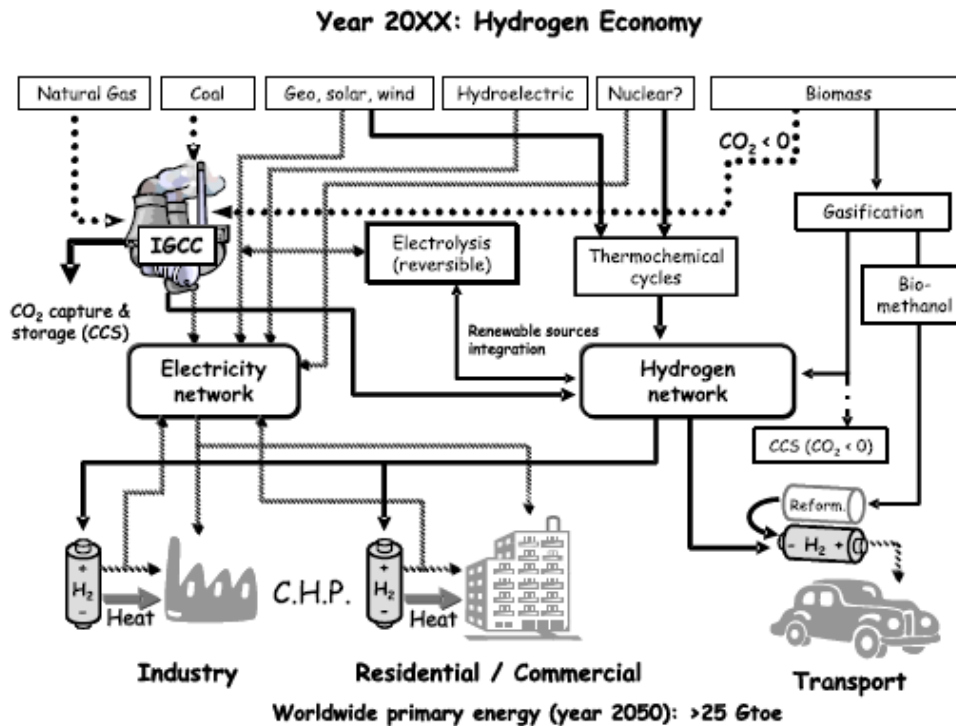 Year 20XX: Hydrogen Economy
Natural Gas
Coal
Geo, solar, wind
Hydroelectric
Nuclear?
Biomass
CO₂ < 0
IGCC
Electrolysis
(reversible)
Thermochemical
cycles
Gasification
Bio-
methanol
CO₂ capture &
storage (CCS)
Renewable sources
integration
Electricity
network
Hydrogen
network
CCS (CO₂ < 0)
Reform.
- H₂ +
+
H₂
-
Heat
C.H.P.
+
H₂
-
Heat
Industry
Residential / Commercial
Transport
Worldwide primary energy (year 2050): >25 Gtoe